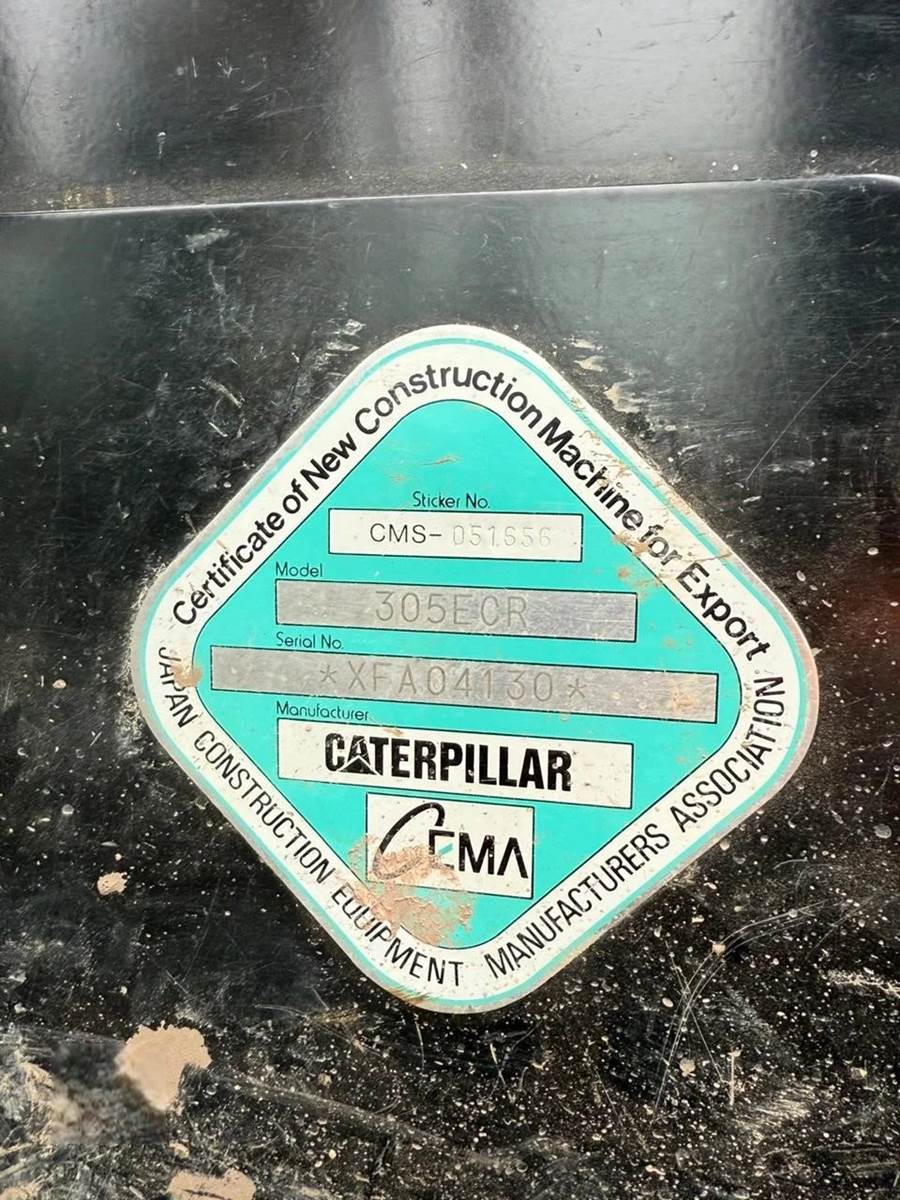 Certificate of New Construction Machine for Export
Sticker No.
CMS- 051656
Model
305ECR
Serial No.
*XFA04130*
Manufacturer
CATERPILLAR
CEMA
JAPAN CONSTRUCTION EQUIPMENT MANUFACTURERS ASSOCIATION